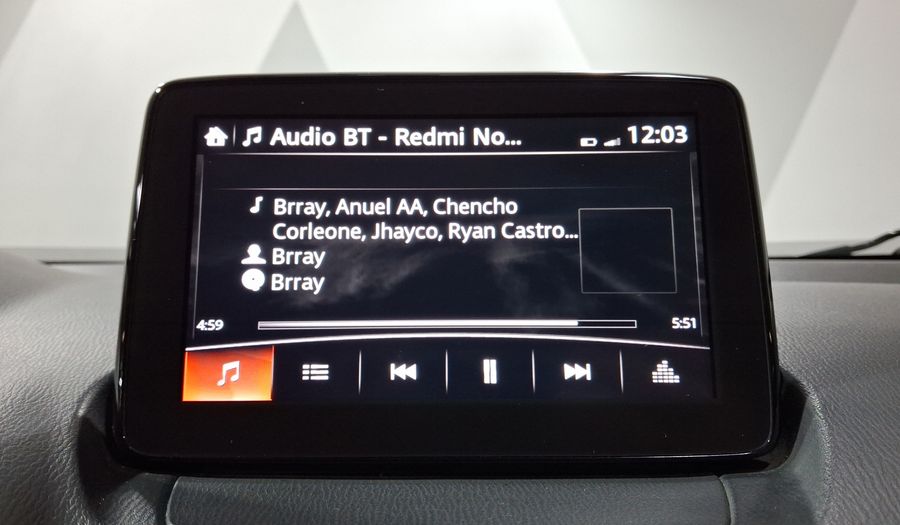 Audio BT - Redmi No...
12:03
Brray, Anuel AA, Chencho
Corleone, Jhayco, Ryan Castro...
Brray
Brray
4:59
5:51